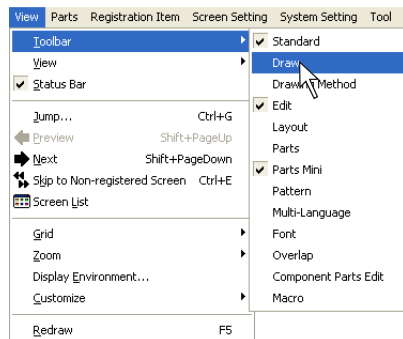 View Parts Registration Item Screen Setting System Setting Tool
Toolbar
View
Status Bar
Jump... Ctrl+G
Preview Shift+PageUp
Next Shift+PageDown
Skip to Non-registered Screen Ctrl+E
Screen List
Grid
Zoom
Display Environment...
Customize
Redraw F5
Standard
Draw
Drawing Method
Edit
Layout
Parts
Parts Mini
Pattern
Multi-Language
Font
Overlap
Component Parts Edit
Macro